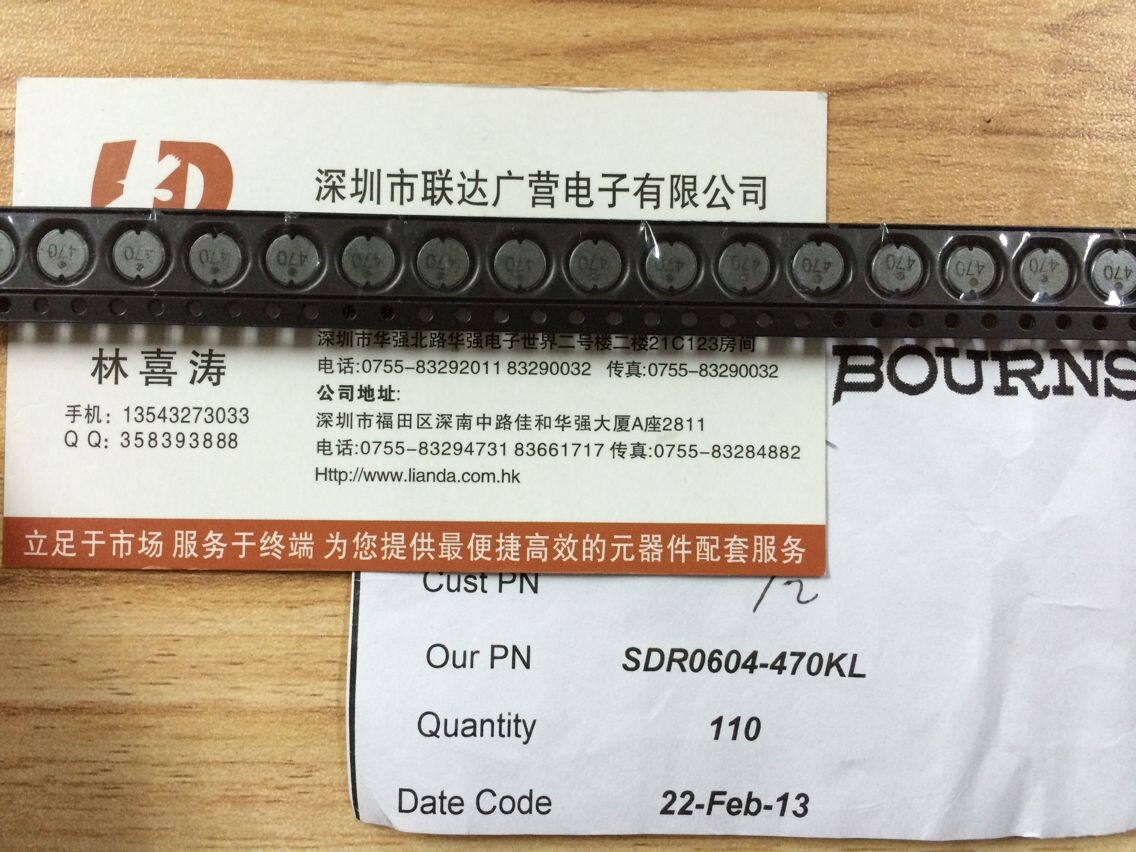 深圳市联达广营电子有限公司
470 470 470 470 470 470 470 470 470 470 470 470 470 470 470
林喜涛
手机：13543273033
Q Q：358393888
深圳市华强北路华强电子世界二号楼二楼21C123房间
电话:0755-83292011 83290032 传真:0755-83290032
公司地址:
深圳市福田区深南中路佳和华强大厦A座2811
电话:0755-83294731 83661717 传真:0755-83284882
Http://www.lianda.com.hk
立足于市场 服务于终端 为您提供最便捷高效的元器件配套服务
BOURNS
Cust PN
12
Our PN SDR0604-470KL
Quantity 110
Date Code 22-Feb-13